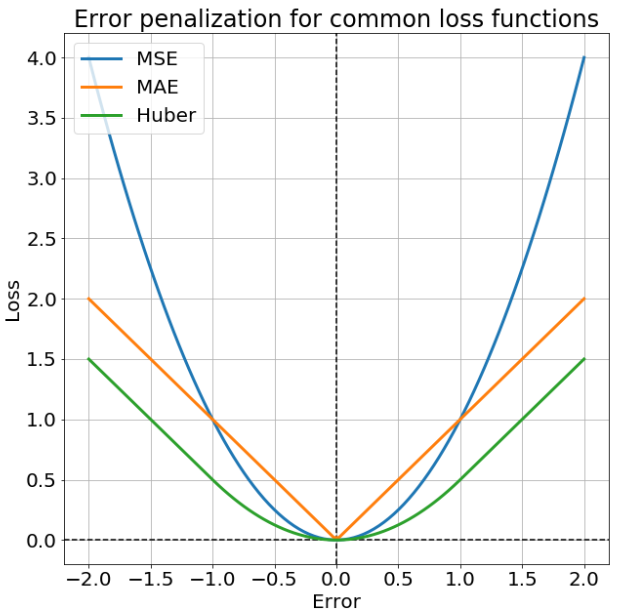 Error penalization for common loss functions
MSE
MAE
Huber
4.0
3.5
3.0
2.5
2.0
1.5
1.0
0.5
0.0
Loss
−2.0 −1.5 −1.0 −0.5 0.0 0.5 1.0 1.5 2.0
Error